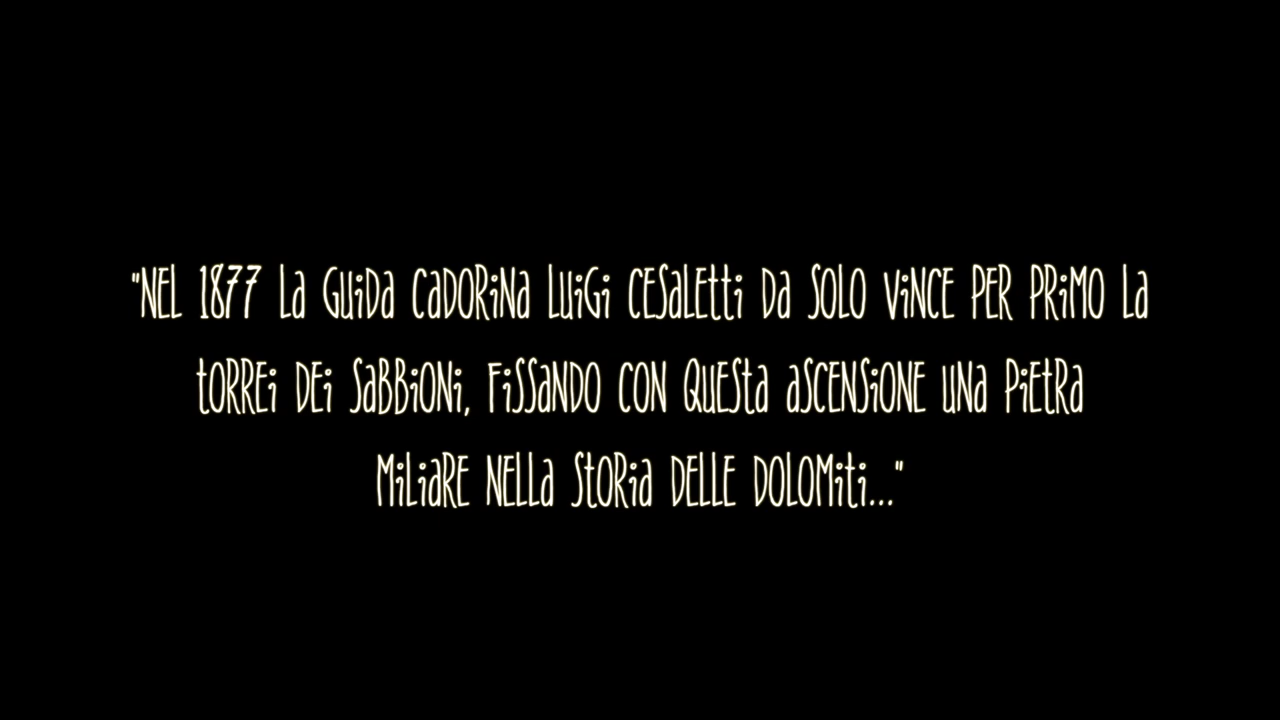 "NEL 1877 La GUiDa CaDORiNa LUiGi CESaLEtti Da SOLO ViNCE PER PRiMO La
tORREi DEi SaBBiONi, FiSSaNDO CON QUESta aSCENSiONE UNa PiEtRa
MiLiaRE NELLa StORia DELLE DOLOMiti..."